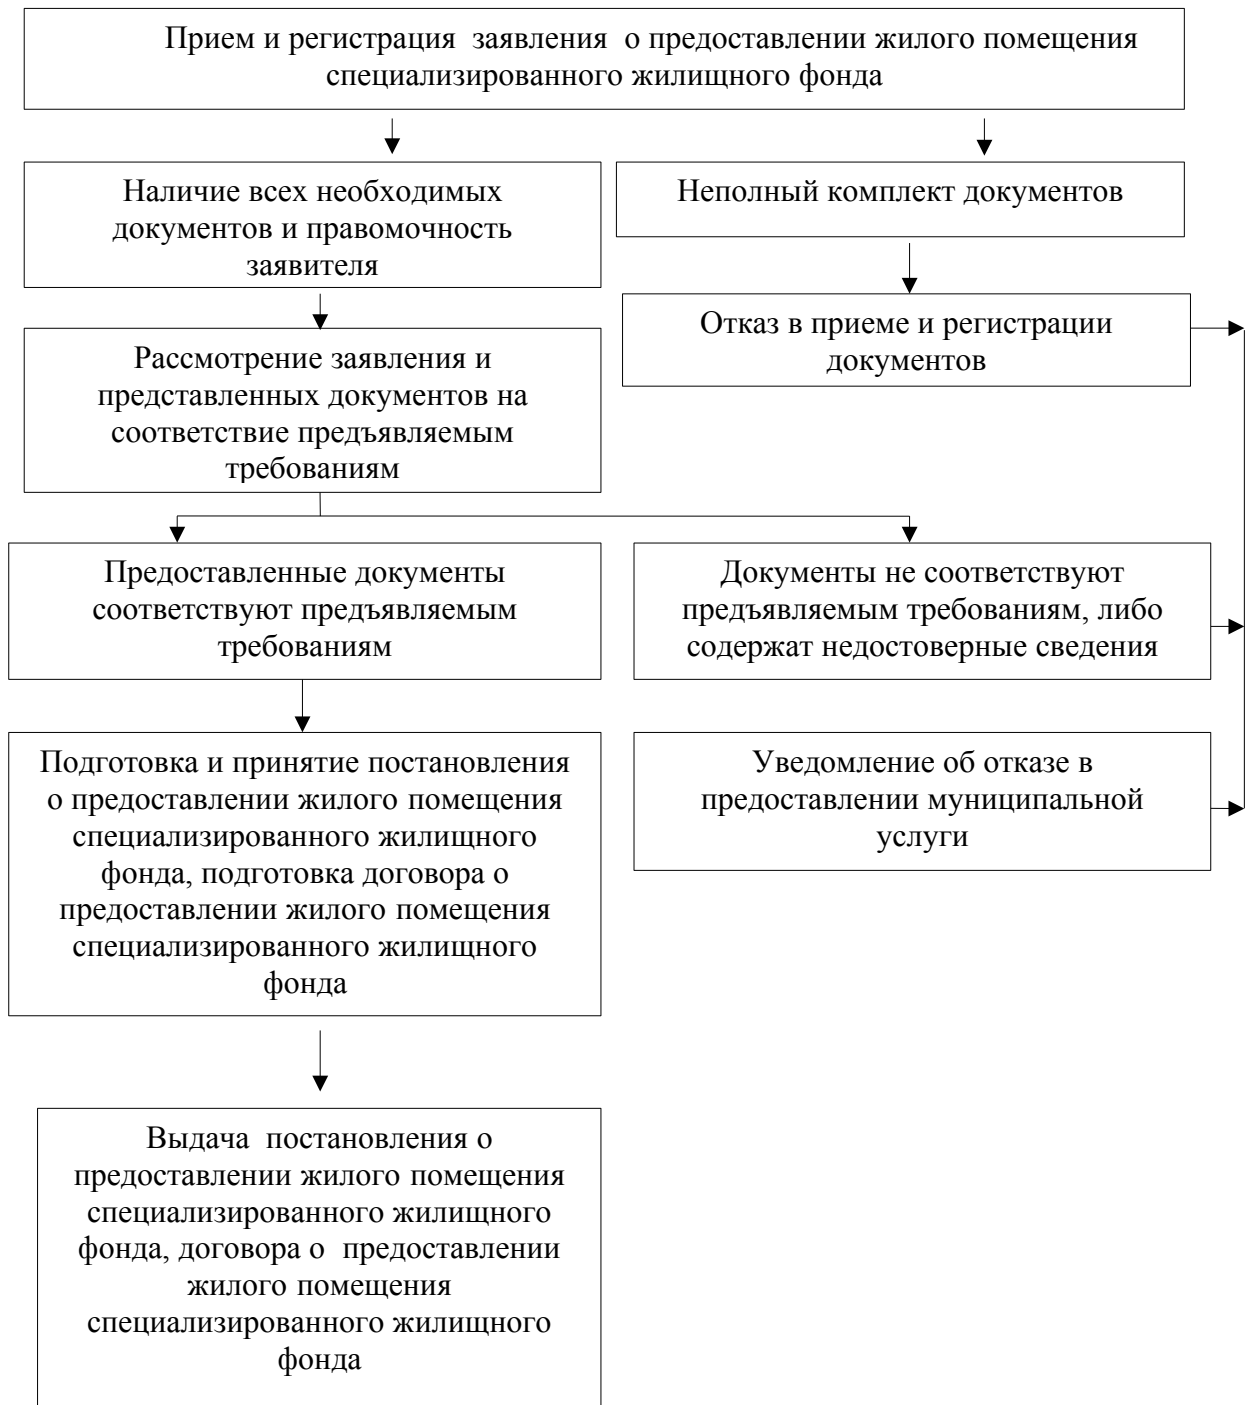 Прием и регистрация заявления о предоставлении жилого помещения
специализированного жилищного фонда
Наличие всех необходимых
документов и правомочность
заявителя
Неполный комплект документов
Отказ в приеме и регистрации
документов
Рассмотрение заявления и
представленных документов на
соответствие предъявляемым
требованиям
Предоставленные документы
соответствуют предъявляемым
требованиям
Документы не соответствуют
предъявляемым требованиям, либо
содержат недостоверные сведения
Подготовка и принятие постановления
о предоставлении жилого помещения
специализированного жилищного
фонда, подготовка договора о
предоставлении жилого помещения
специализированного жилищного
фонда
Уведомление об отказе в
предоставлении муниципальной
услуги
Выдача постановления о
предоставлении жилого помещения
специализированного жилищного
фонда, договора о предоставлении
жилого помещения
специализированного жилищного
фонда